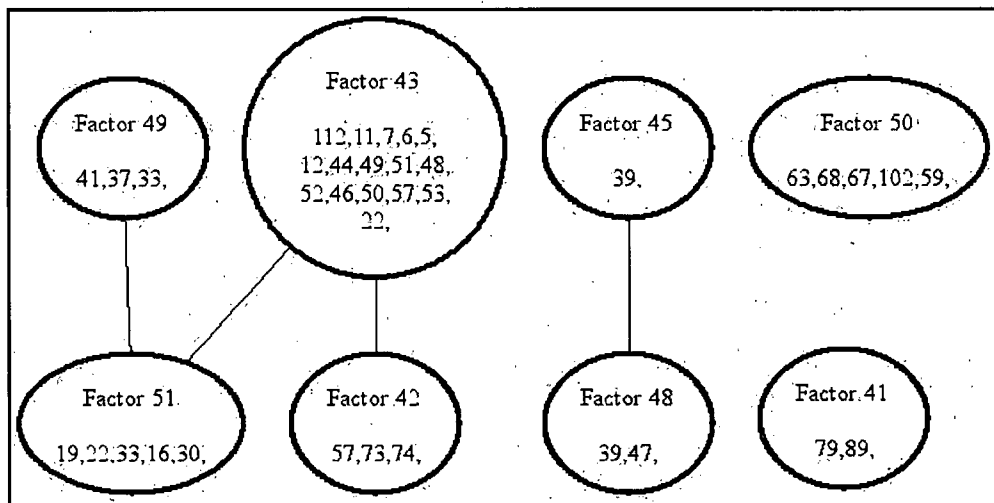 Factor 49
41,37,33,
Factor 43
112,11,7,6,5,
12,44,49,51,48,
52,46,50,57,53,
22,
Factor 45
39,
Factor 50
63,68,67,102,59,
Factor 51
19,22,33,16,30,
Factor 42
57,73,74,
Factor 48
39,47,
Factor 41
79,89,